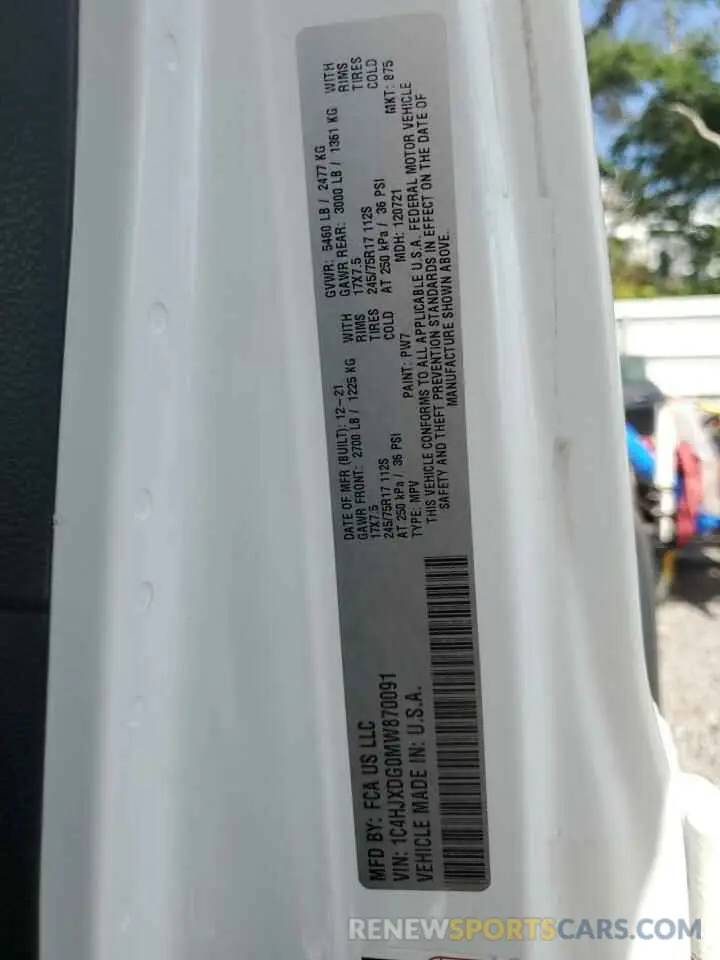 MFD BY: FCA US LLC
VIN: 1C4HJXDG0MW870091
VEHICLE MADE IN: U.S.A.
DATE OF MFR (BUILT): 12-21 GVWR: 5460 LB / 2477 KG
GAWR FRONT: 2700 LB / 1225 KG WITH GAWR REAR: 3000 LB / 1361 KG WITH
17X7.5 RIMS 17X7.5 RIMS
245/75R17 112S TIRES 245/75R17 112S TIRES
AT 250 kPa / 36 PSI COLD AT 250 kPa / 36 PSI COLD
TYPE: MPV PAINT: PW7 MDH: 120721 MKT: 875
THIS VEHICLE CONFORMS TO ALL APPLICABLE U.S.A. FEDERAL MOTOR VEHICLE
SAFETY AND THEFT PREVENTION STANDARDS IN EFFECT ON THE DATE OF
MANUFACTURE SHOWN ABOVE.
RENEWSPORTSCARS.COM